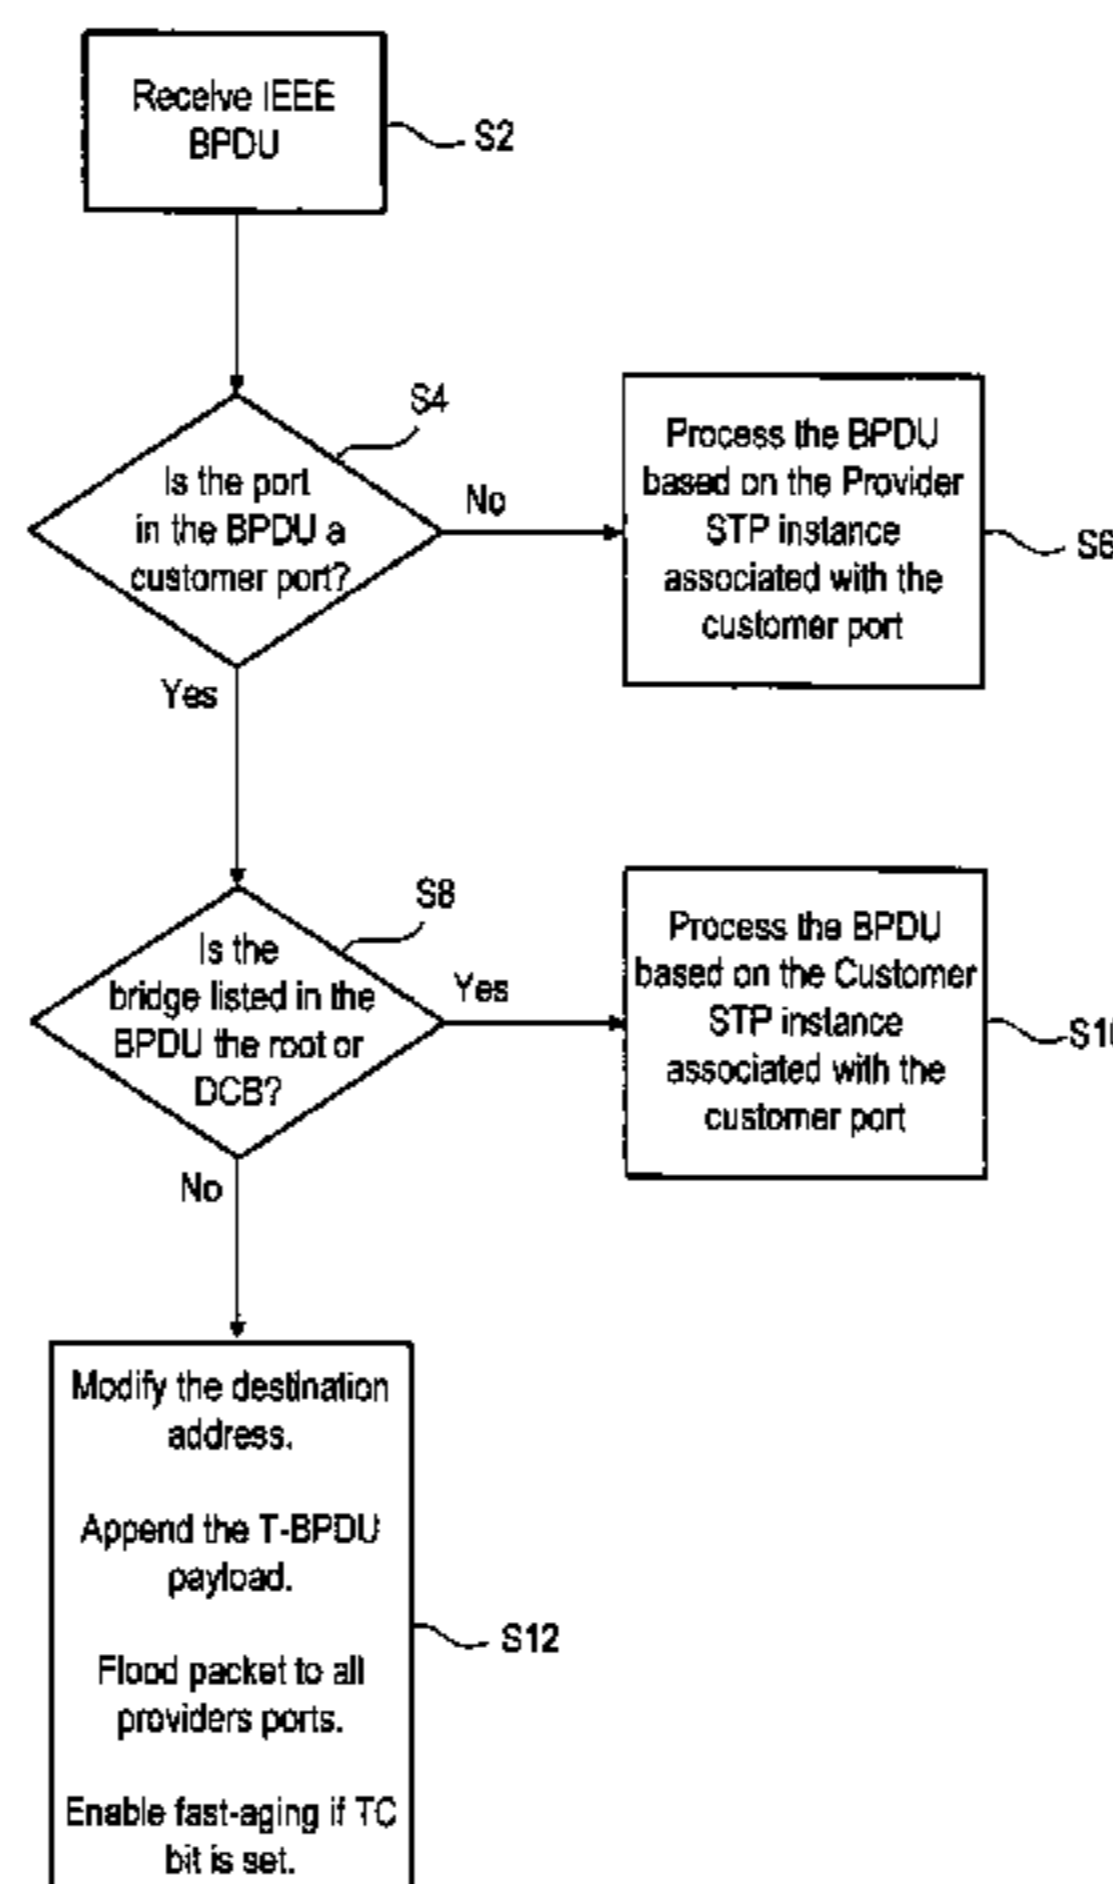 Receive IEEE
BPDU
S2
S4
Is the port
in the BPDU a
customer port?
No
Yes
Process the BPDU
based on the Provider
STP instance
associated with the
customer port
S6
S8
Is the
bridge listed in the
BPDU the root or
DCB?
Yes
No
Process the BPDU
based on the Customer
STP instance
associated with the
customer port
S10
Modify the destination
address.
Append the T-BPDU
payload.
Flood packet to all
providers ports.
Enable fast-aging if TC
bit is set.
S12